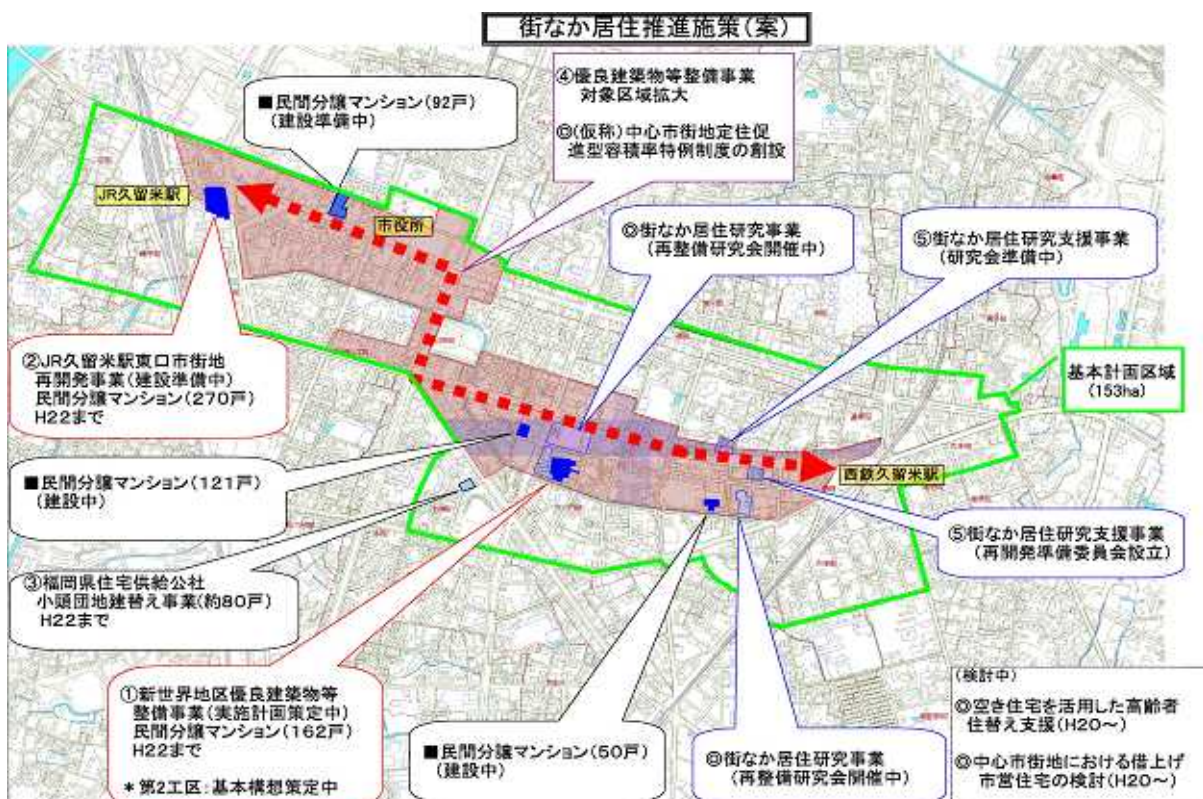 街なか居住推進施策(案)
■民間分譲マンション(92戸)
(建設準備中)
④優良建築物等整備事業
対象区域拡大
◎(仮称)中心市街地定住促
進型容積率特例制度の創設
JR久留米駅
市役所
◎街なか居住研究事業
(再整備研究会開催中)
⑤街なか居住研究支援事業
(研究会準備中)
②JR久留米駅東口市街地
再開発事業(建設準備中)
民間分譲マンション(270戸)
H22まで
基本計画区域
(153ha)
■民間分譲マンション(121戸)
(建設中)
西鉄久留米駅
⑤街なか居住研究支援事業
(再開発準備委員会設立)
③福岡県住宅供給公社
小頭団地建替え事業(約80戸)
H22まで
①新世界地区優良建築物等
整備事業(実施計画策定中)
民間分譲マンション(162戸)
H22まで
*第2工区:基本構想策定中
■民間分譲マンション(50戸)
(建設中)
◎街なか居住研究事業
(再整備研究会開催中)
(検討中)
◎空き住宅を活用した高齢者
住替え支援(H20~)
◎中心市街地における借上げ
市営住宅の検討(H20~)